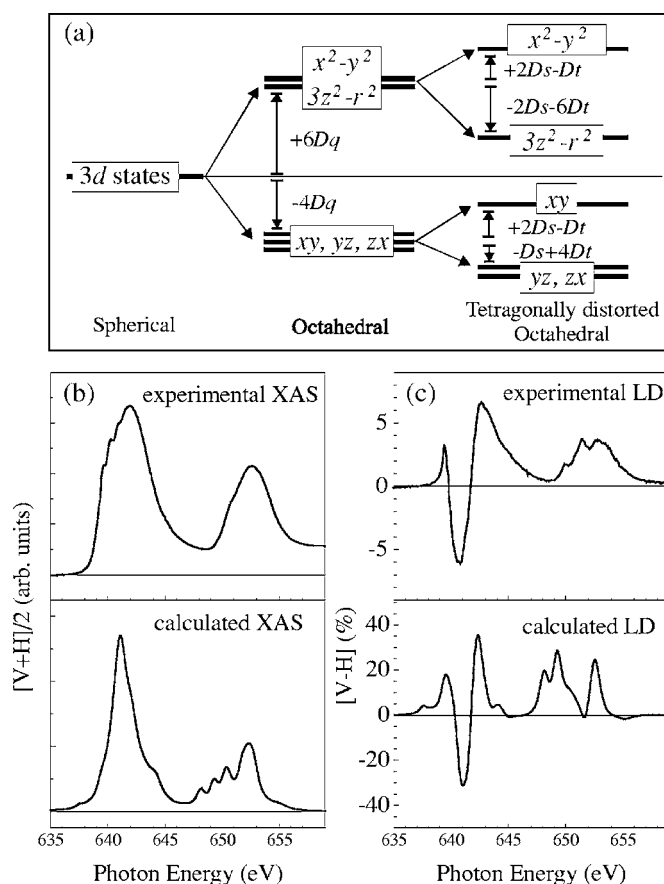 (a)
x²-y²
3z²-r²
+6Dq
3d states
-4Dq
xy, yz, zx
x²-y²
+2Ds-Dt
-2Ds-6Dt
3z²-r²
xy
+2Ds-Dt
-Ds+4Dt
yz, zx
Spherical
Octahedral
Tetragonally distorted
Octahedral
(b)
experimental XAS
calculated XAS
[V+H]/2 (arb. units)
635 641 648 655
Photon Energy (eV)
(c)
experimental LD
5
0
-5
calculated LD
40
20
0
-20
-40
[V-H] (%)
635 640 645 650 655
Photon Energy (eV)